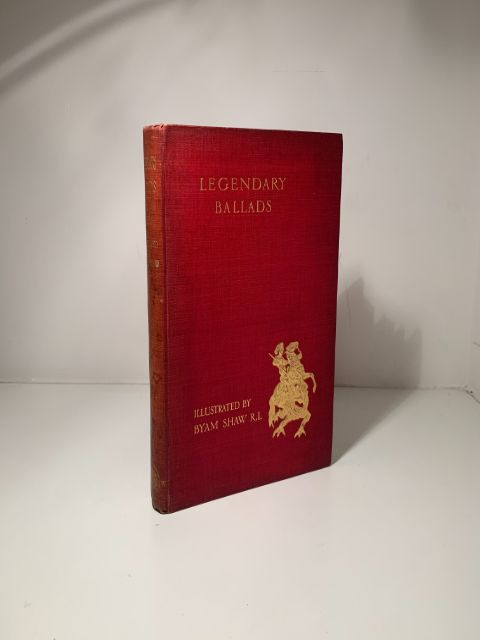 LEGENDARY
BALLADS
ILLUSTRATED BY
BYAM SHAW R.I.